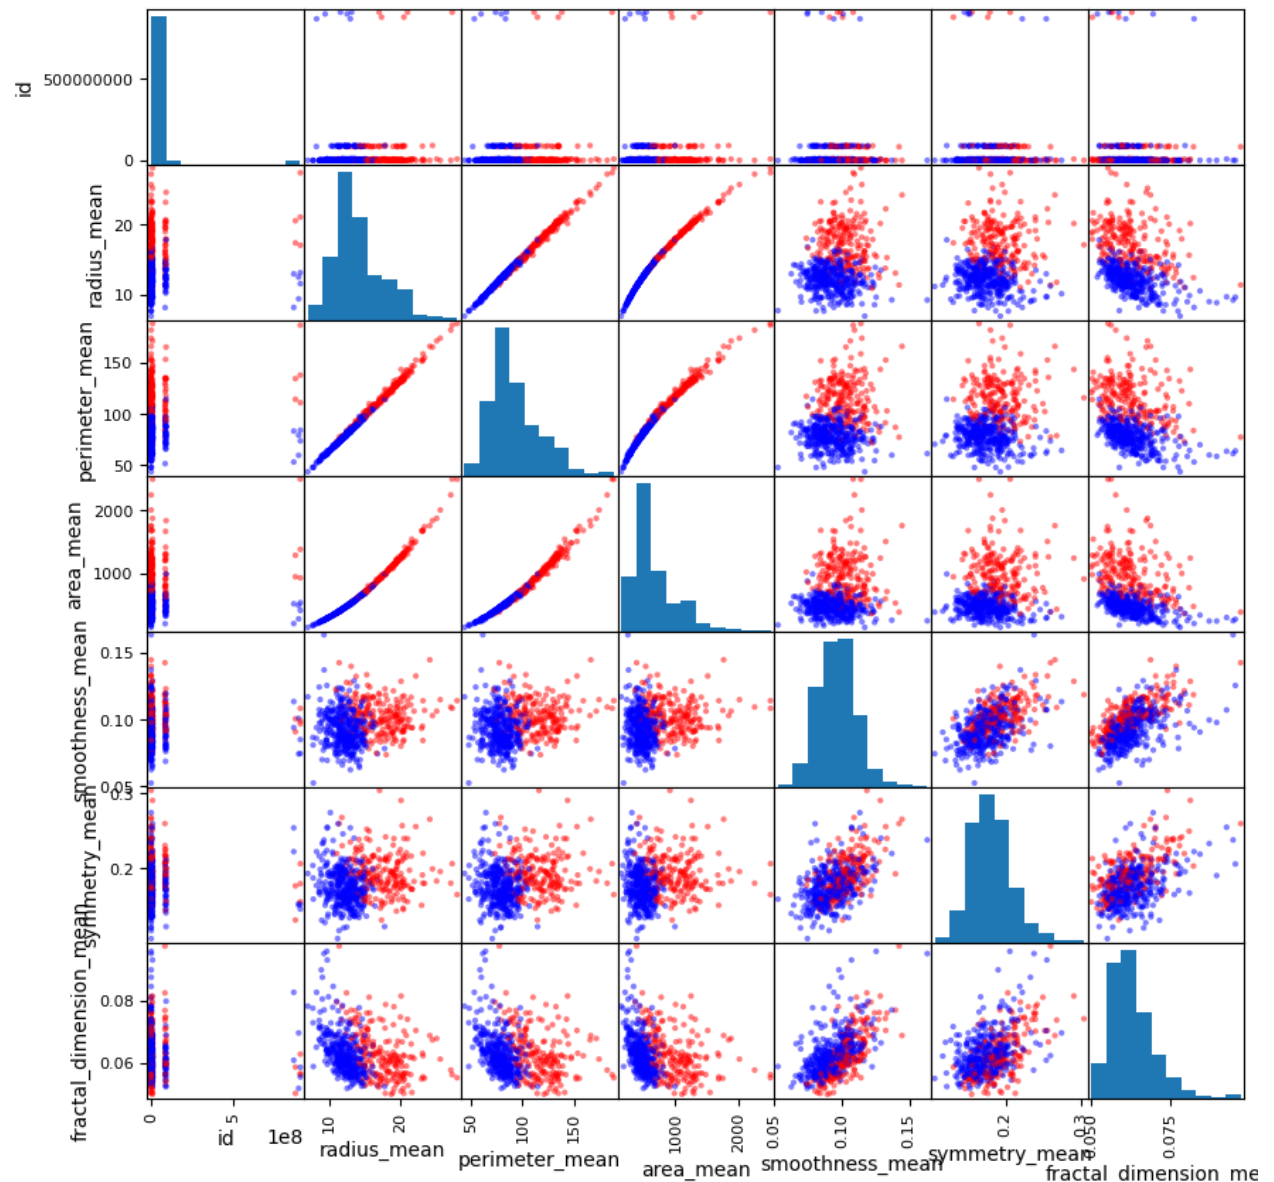 id
500000000
0
radius_mean
20
10
perimeter_mean
150
100
50
area_mean
2000
1000
smoothness_mean
0.15
0.10
0.05
symmetry_mean
0.3
0.2
fractal_dimension_mean
0.08
0.06
0 5 10 20 50 100 150 1000 2000 0.05 0.10 0.15 0.2 0.3 0.050 0.075
1e8
id radius_mean perimeter_mean area_mean smoothness_mean symmetry_mean fractal_dimension_me